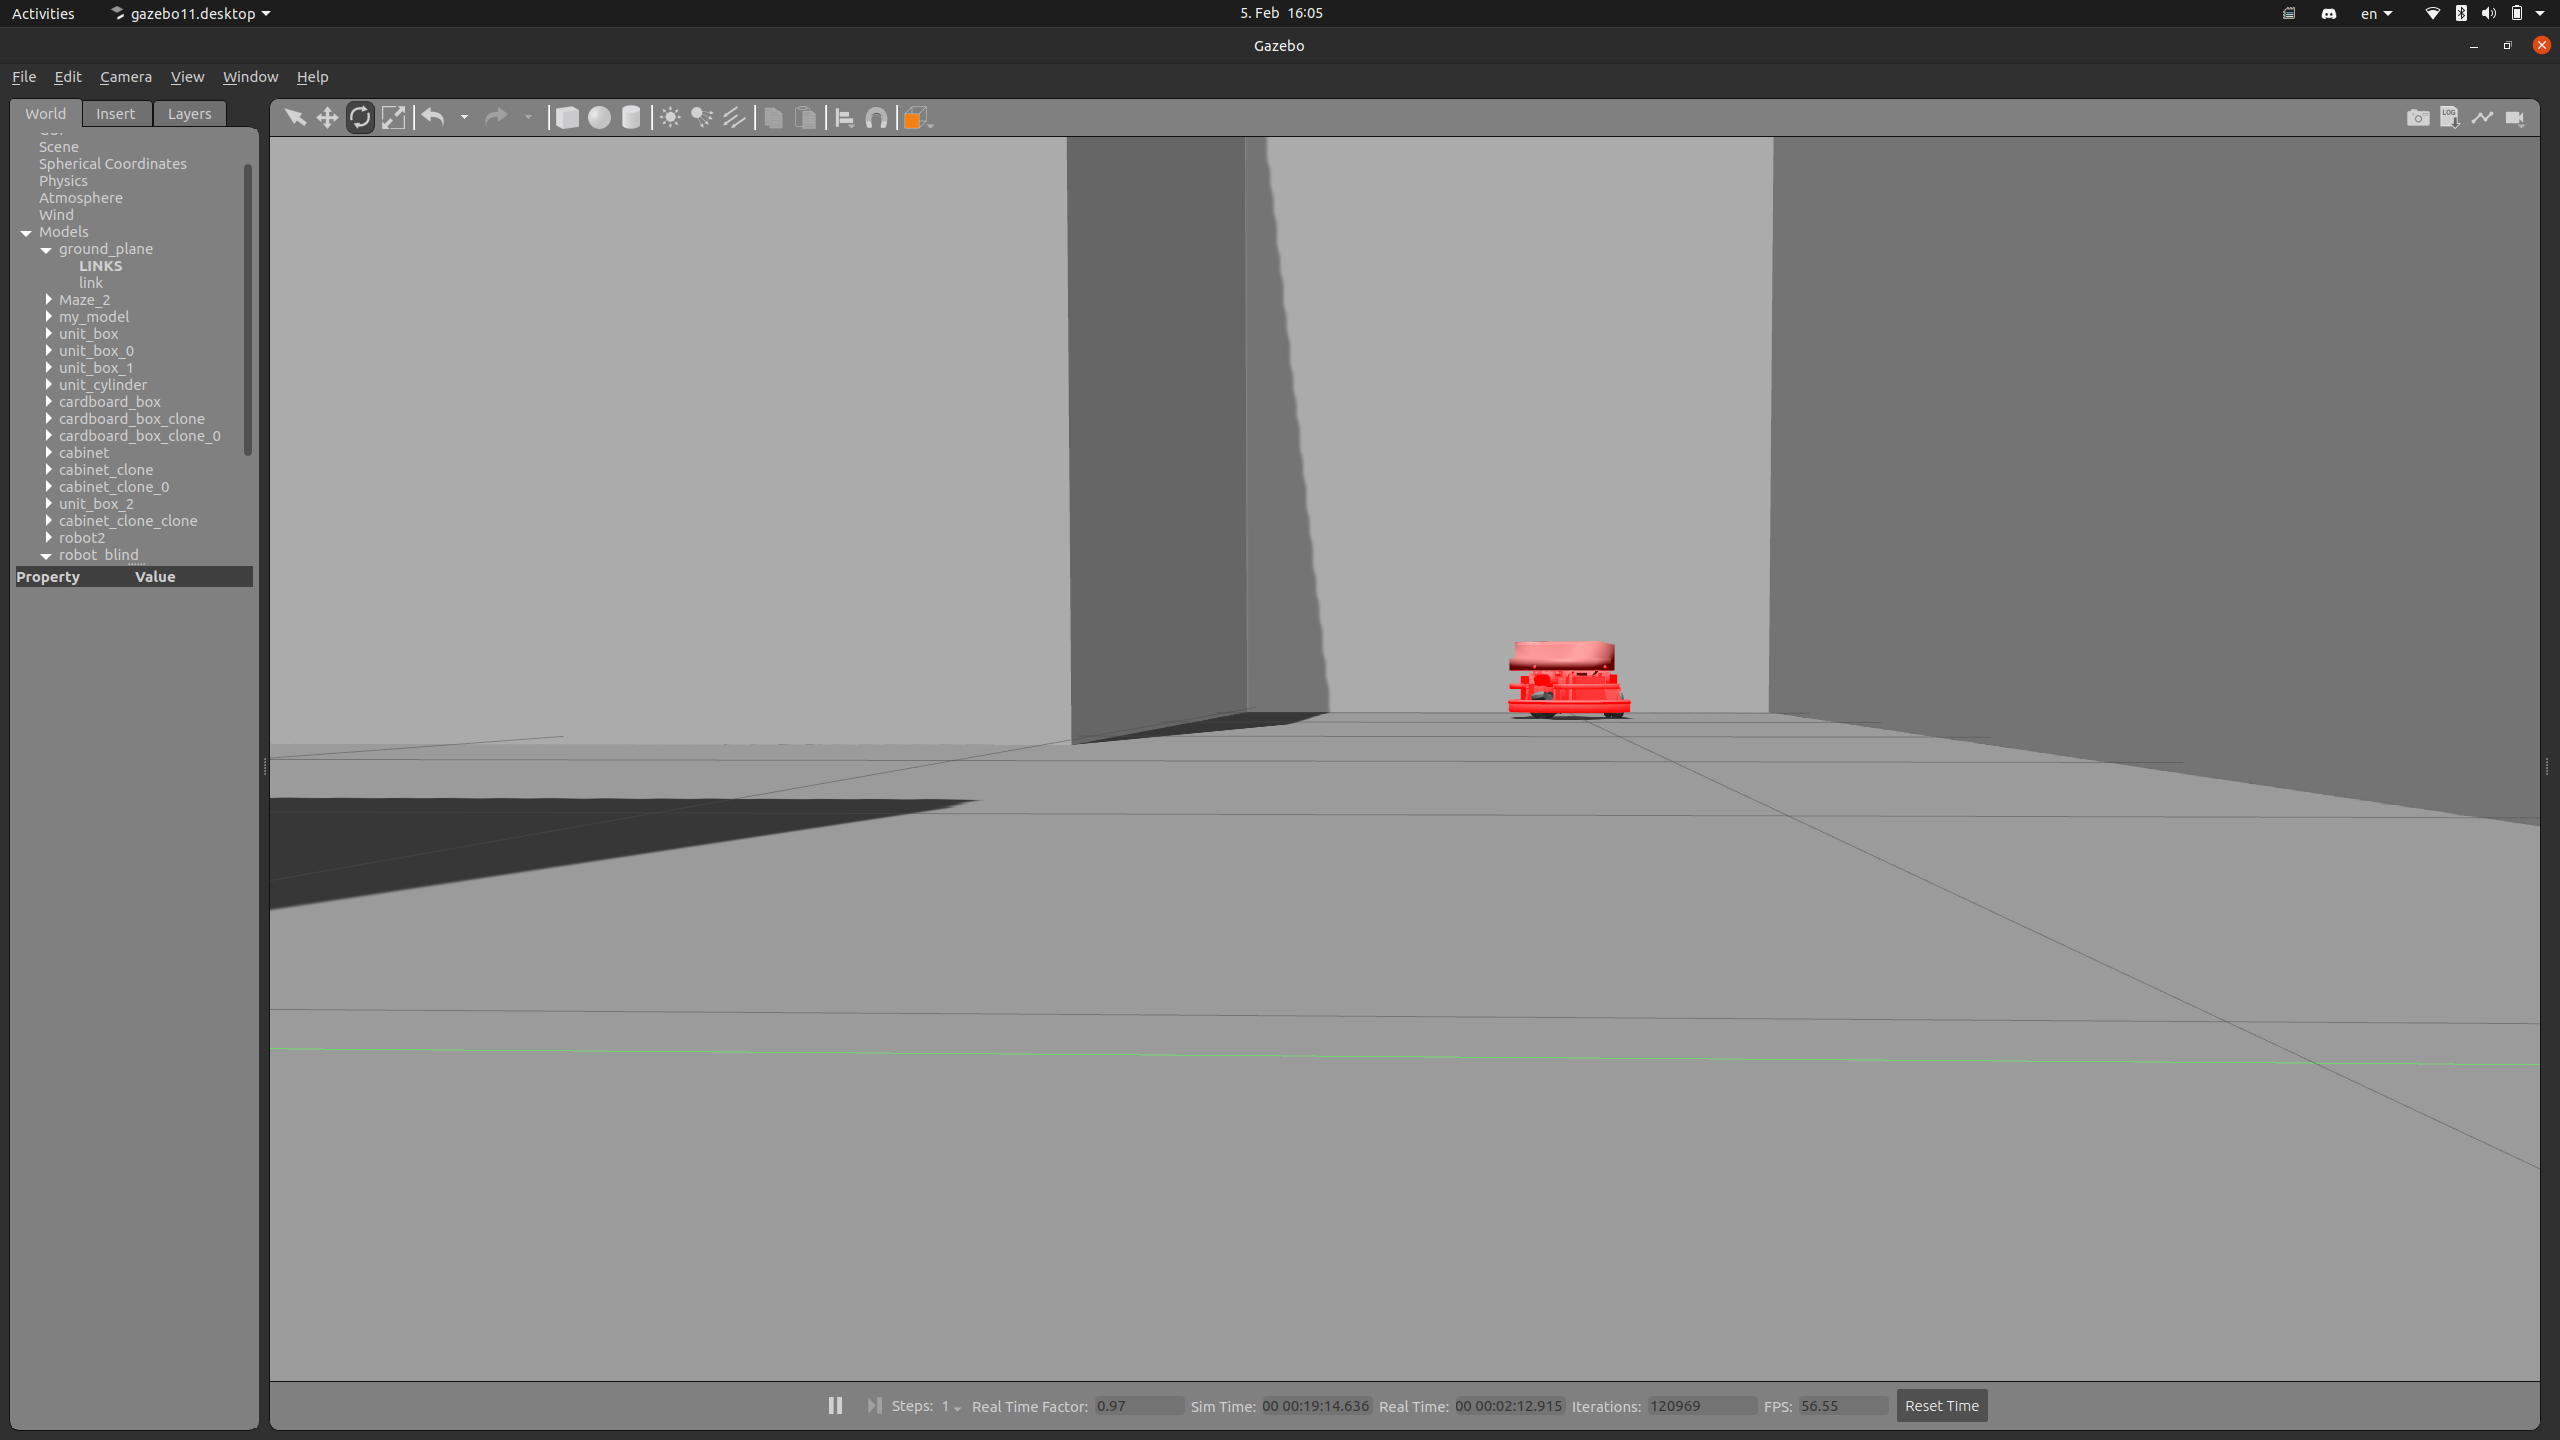 Activities gazebo11.desktop 5. Feb 16:05 en
Gazebo
File Edit Camera View Window Help
World Insert Layers
LOG
Scene
Spherical Coordinates
Physics
Atmosphere
Wind
Models
ground_plane
LINKS
link
Maze_2
my_model
unit_box
unit_box_0
unit_box_1
unit_cylinder
cardboard_box
cardboard_box_clone
cardboard_box_clone_0
cabinet
cabinet_clone
cabinet_clone_0
unit_box_2
cabinet_clone_clone
robot2
robot_blind
Property Value
Steps: 1 Real Time Factor: 0.97 Sim Time: 00 00:19:14.636 Real Time: 00 00:02:12.915 Iterations: 120969 FPS: 56.55 Reset Time